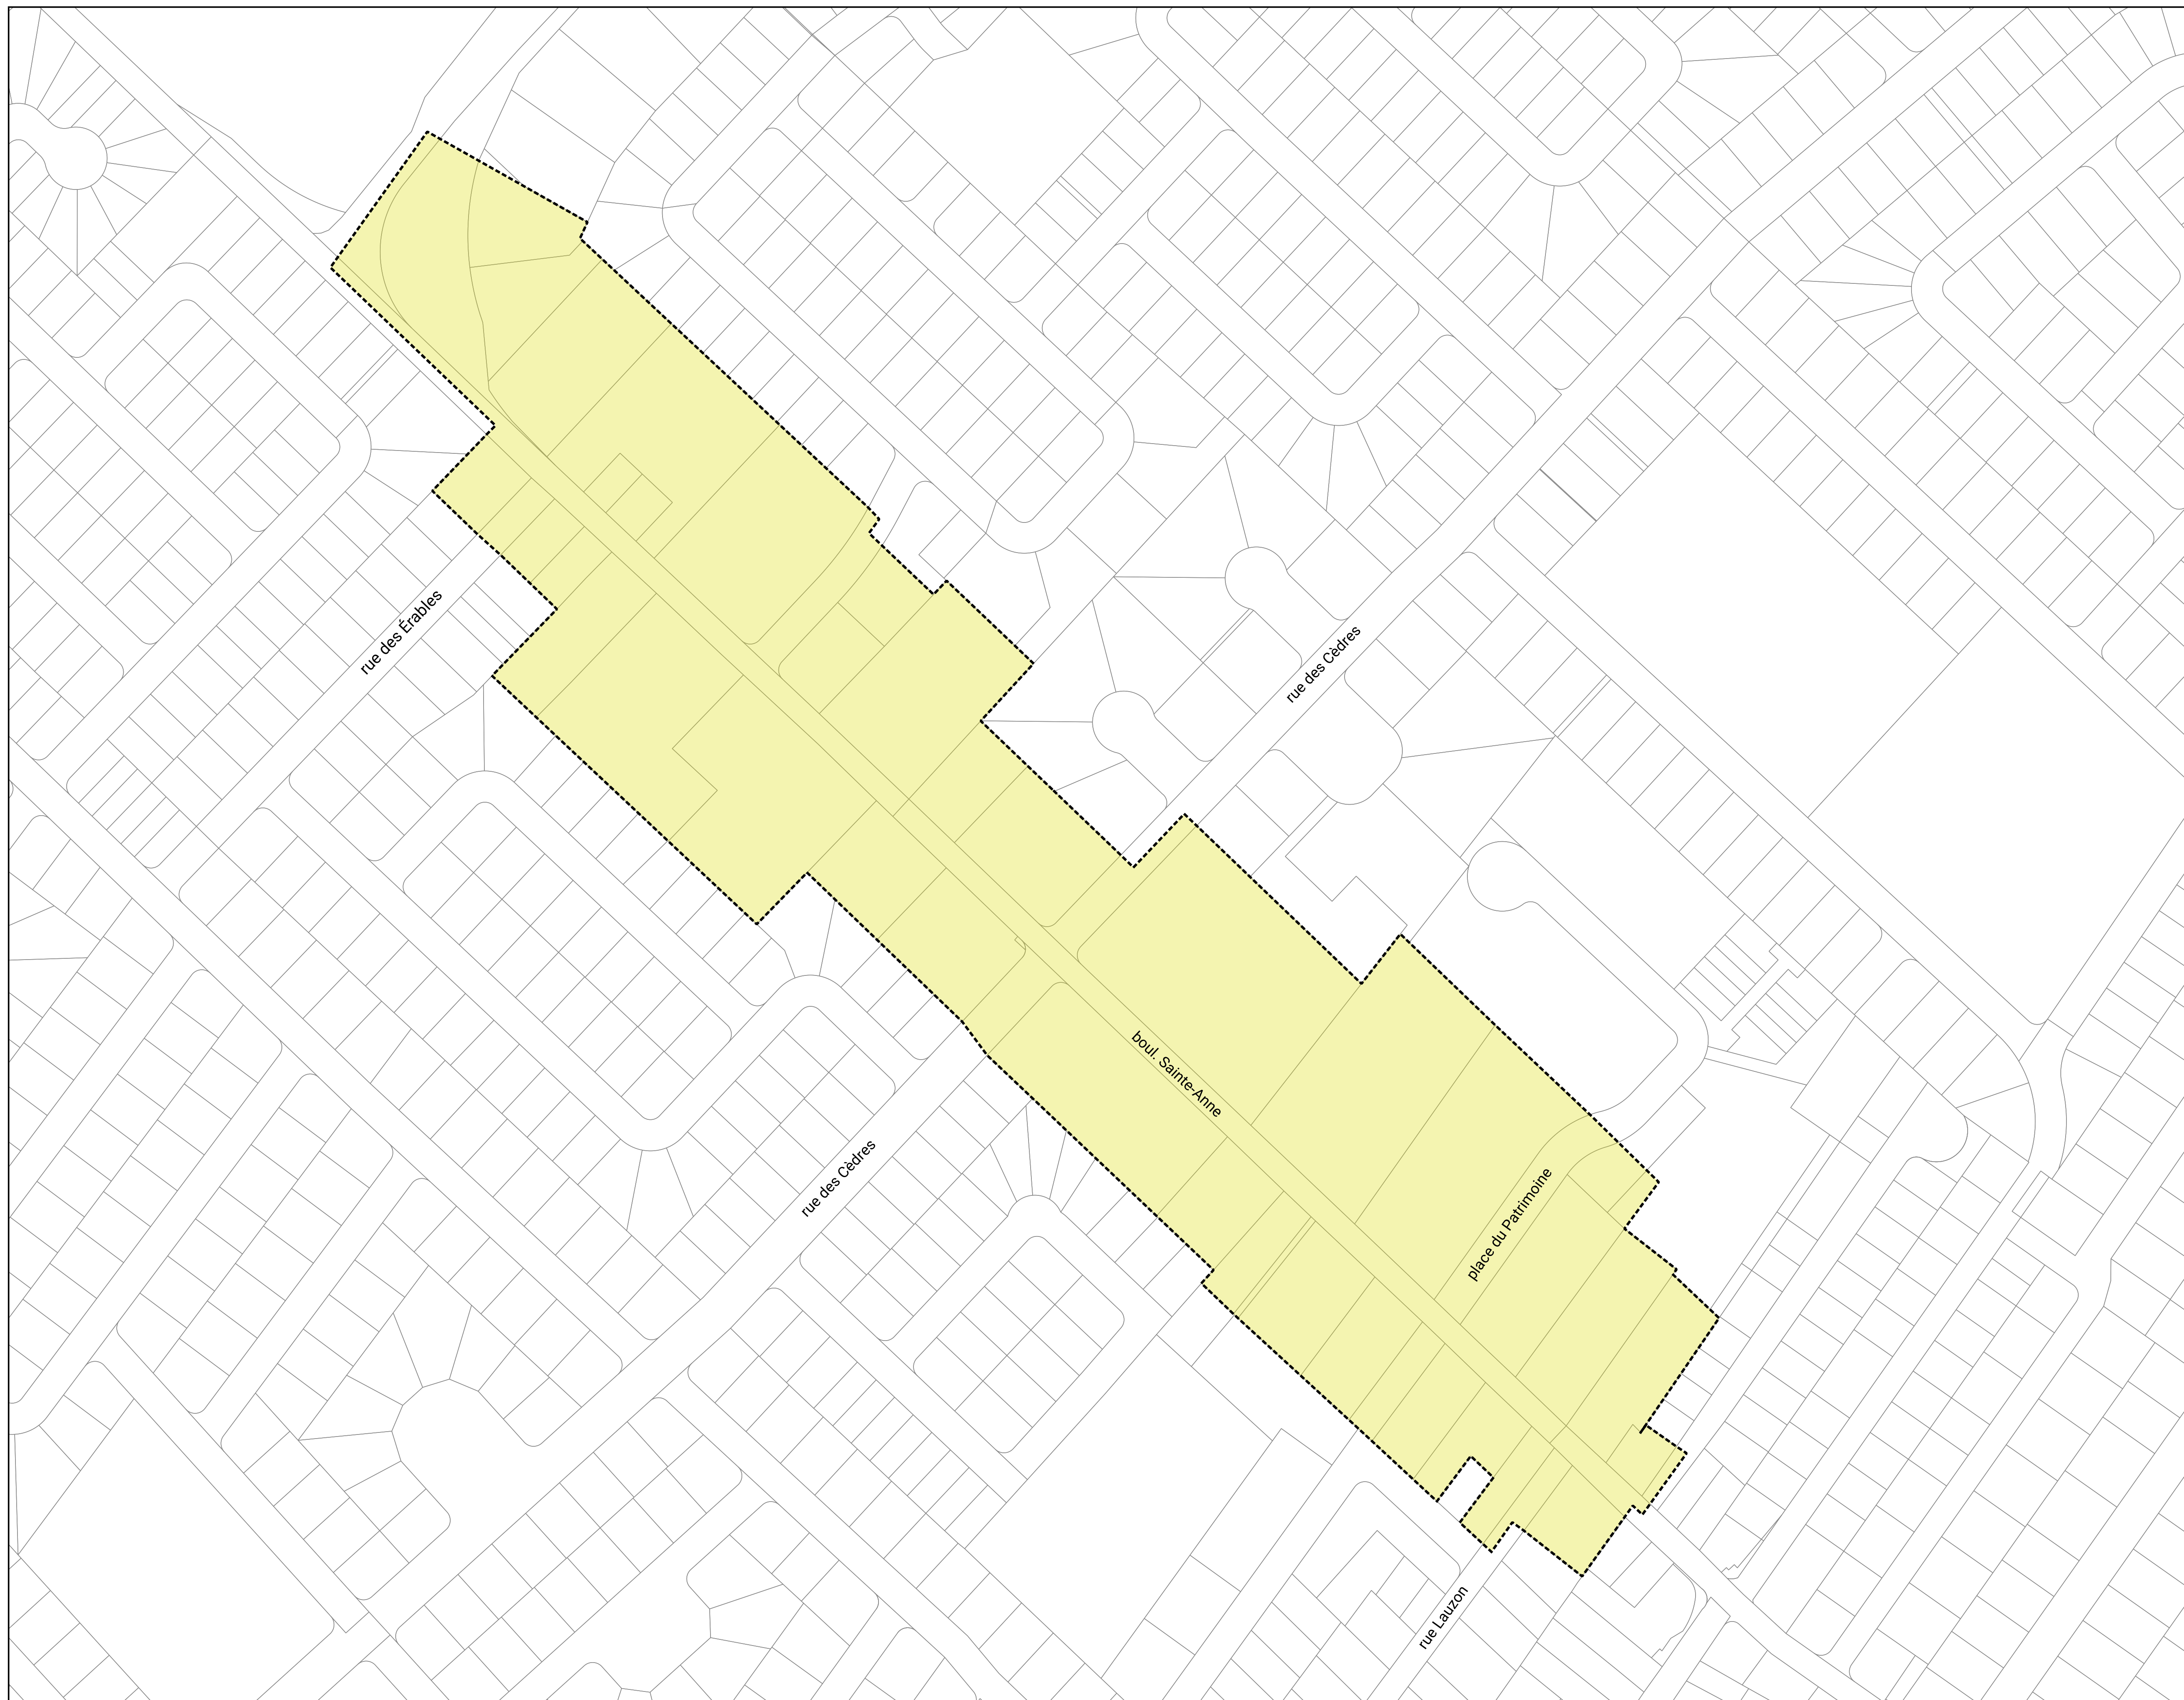 rue des Érables
rue des Cèdres
boul. Sainte-Anne
rue des Cèdres
place du Patrimoine
rue Lauzon